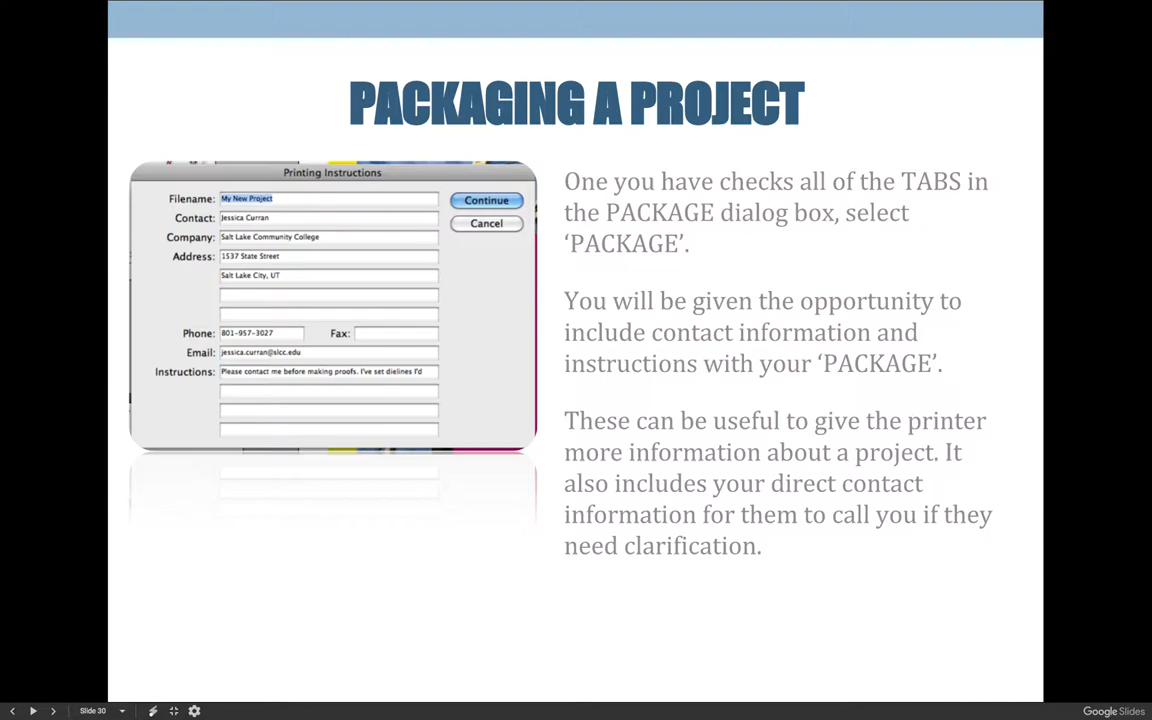 PACKAGING A PROJECT
Printing Instructions
Filename: My New Project
Continue
Contact: Jessica Curran
Cancel
Company: Salt Lake Community College
Address: 1537 State Street
Salt Lake City, UT
Phone: 801-957-3027 Fax:
Email: jessica.curran@slcc.edu
Instructions: Please contact me before making proofs. I've set dielines I'd
One you have checks all of the TABS in
the PACKAGE dialog box, select
‘PACKAGE’.
You will be given the opportunity to
include contact information and
instructions with your ‘PACKAGE’.
These can be useful to give the printer
more information about a project. It
also includes your direct contact
information for them to call you if they
need clarification.
Slide 30
Google Slides